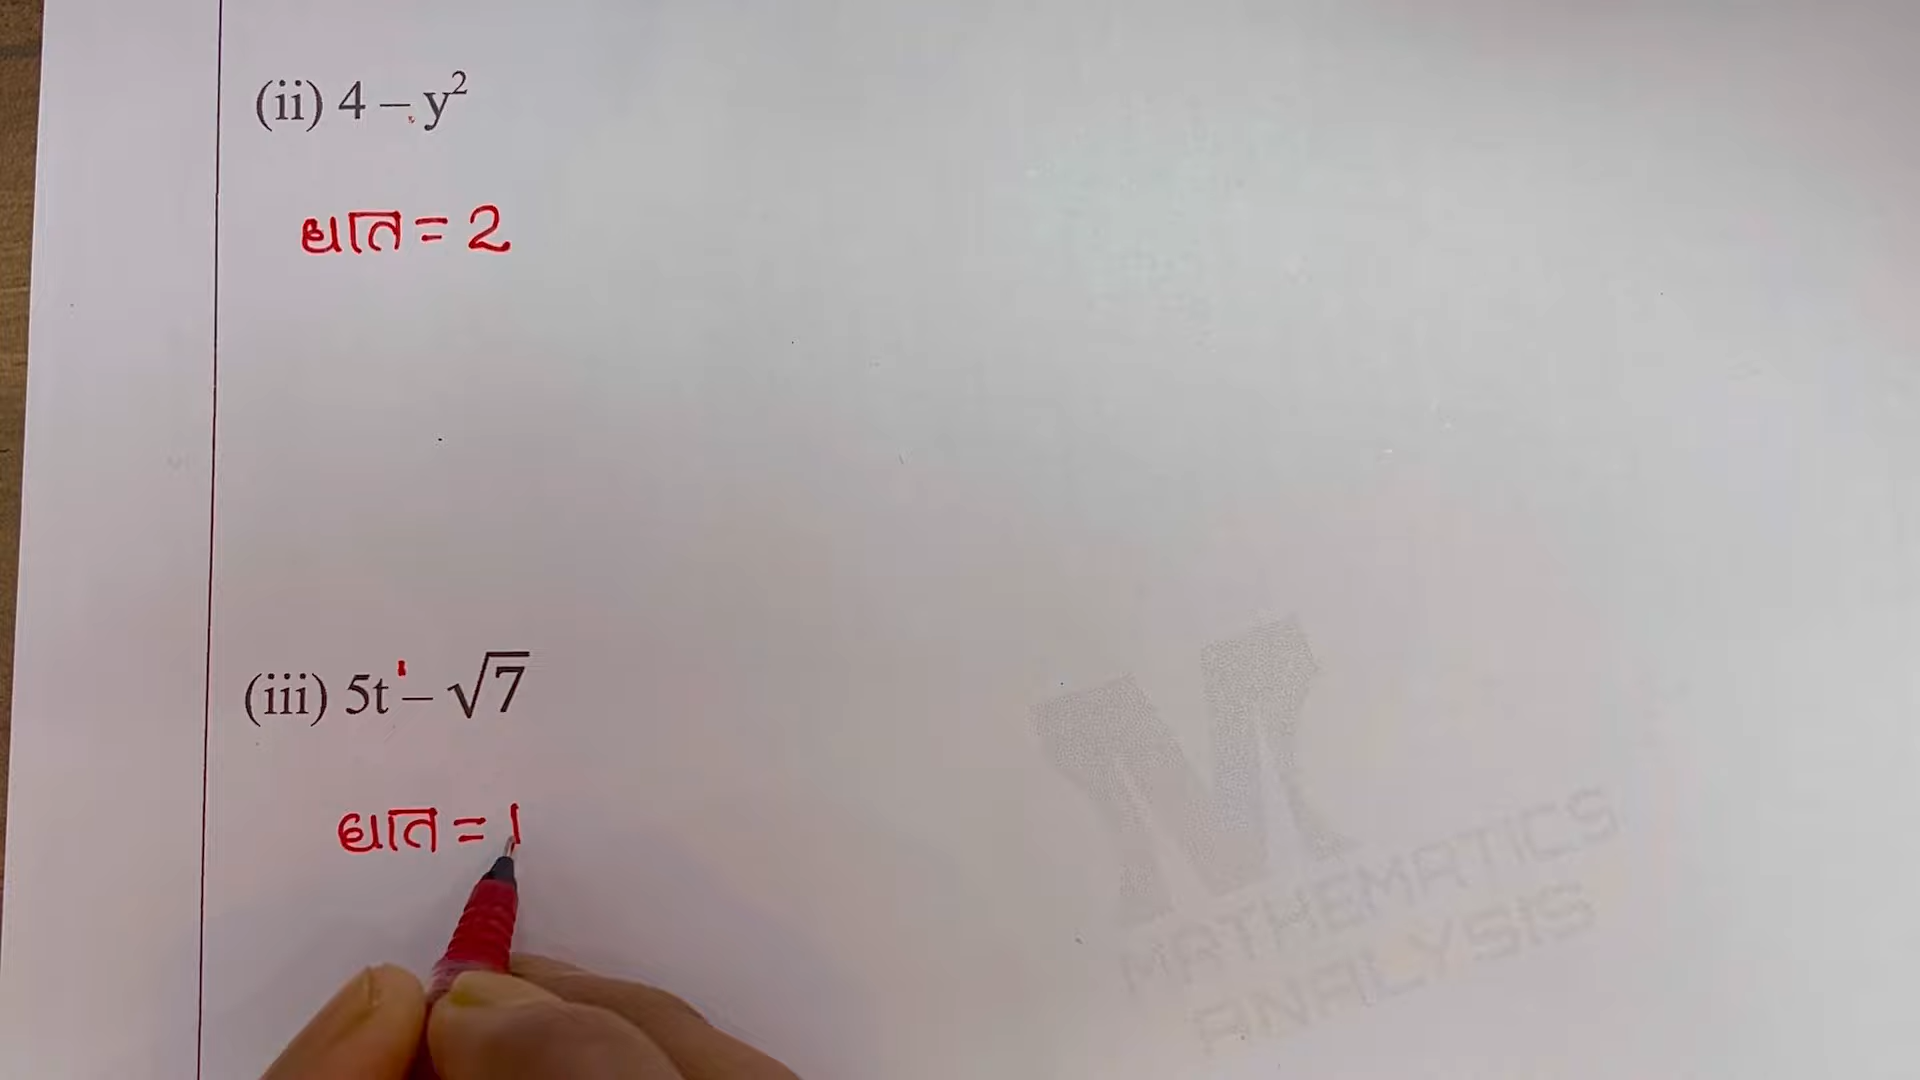 (ii) 4 – y²
घात = 2
(iii) 5t¹ – √7
घात = 1
MATHEMATICS
ANALYSIS